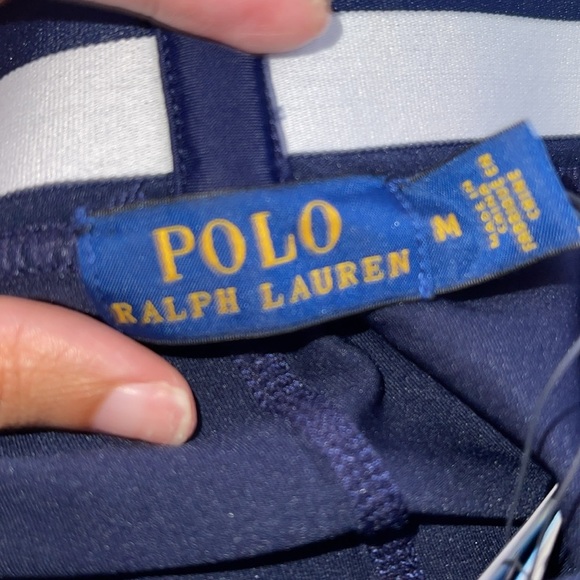 POLO
RALPH LAUREN
M
MADE IN
CHINA
FABRIQUÉ EN
CHINE